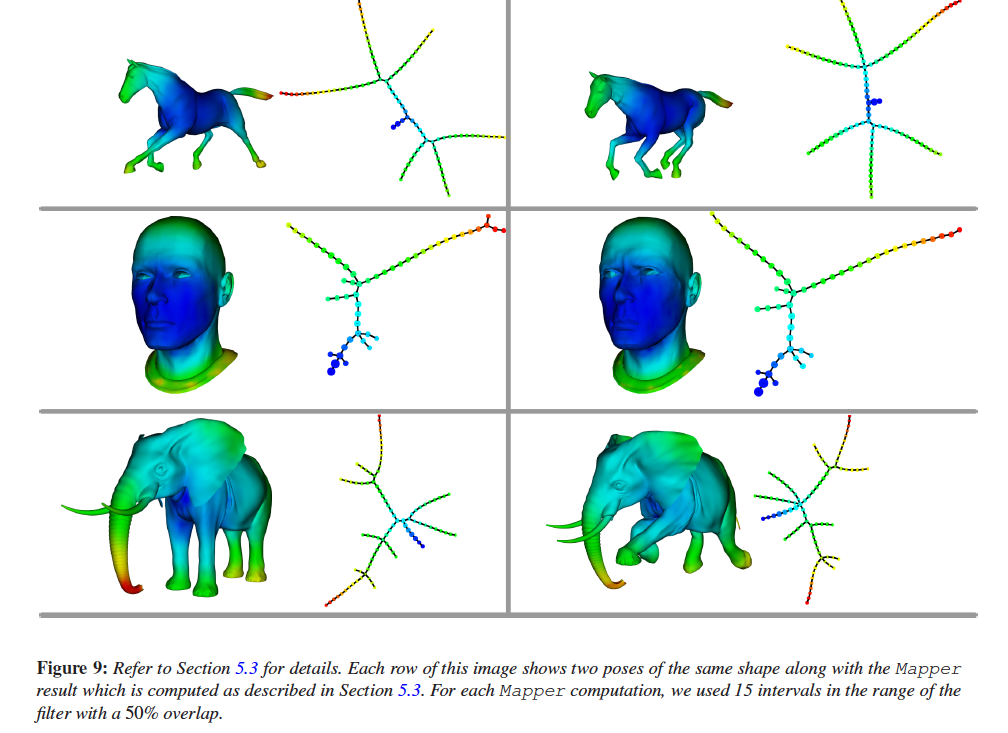 Figure 9: Refer to Section 5.3 for details. Each row of this image shows two poses of the same shape along with the Mapper
result which is computed as described in Section 5.3. For each Mapper computation, we used 15 intervals in the range of the
filter with a 50% overlap.